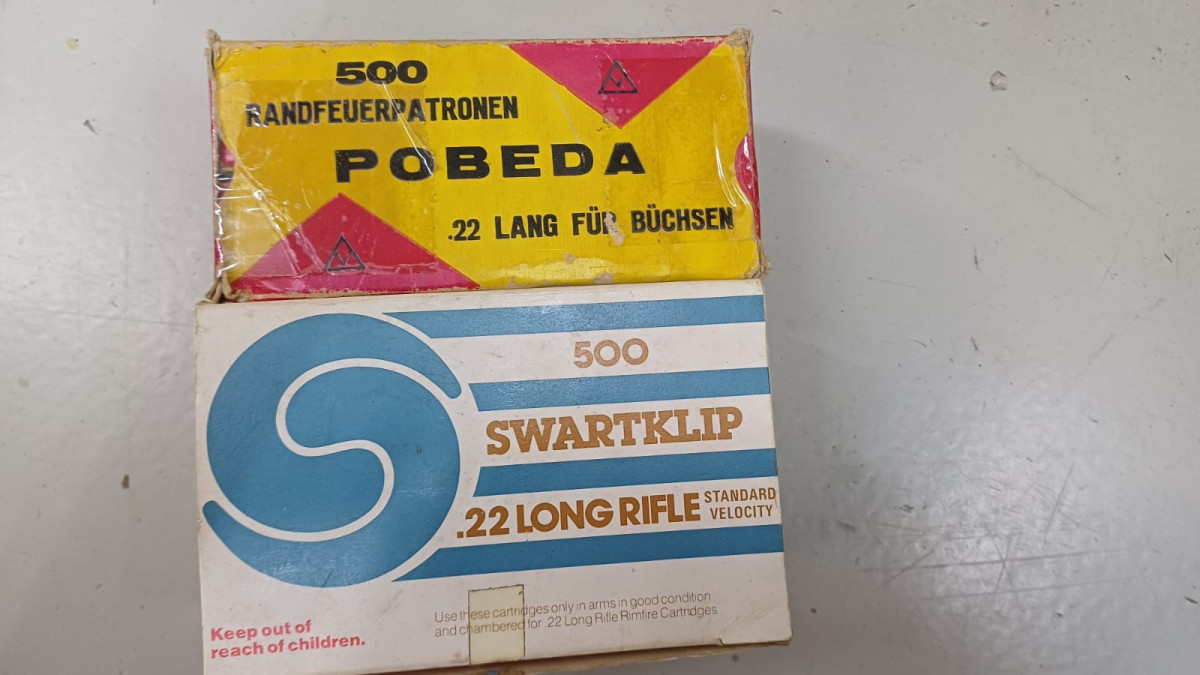 500
RANDFEUERPATRONEN
POBEDA
.22 LANG FÜR BÜCHSEN
500
SWARTKLIP
.22 LONG RIFLE STANDARD
VELOCITY
Use these cartridges only in arms in good condition
and chambered for .22 Long Rifle Rimfire Cartridges.
Keep out of
reach of children.